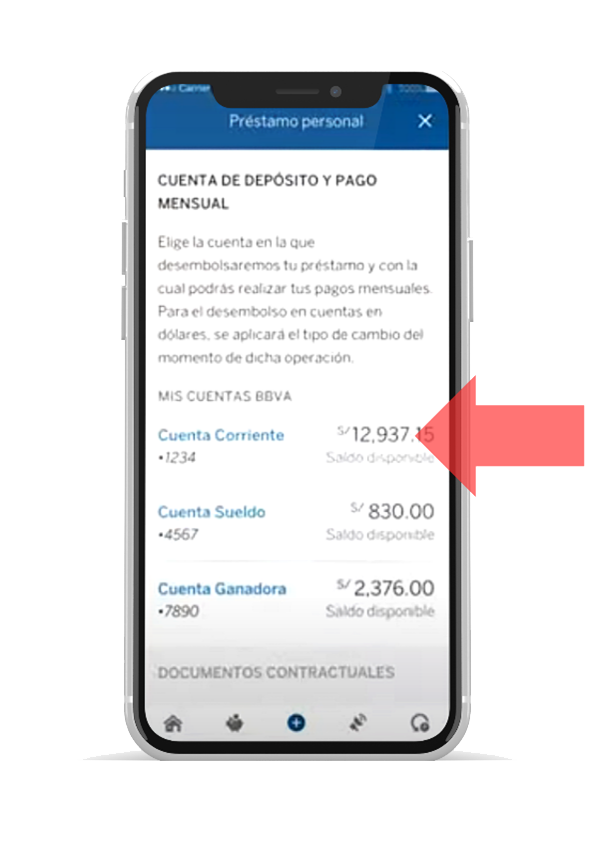 Carrier 100%
Préstamo personal ×
CUENTA DE DEPÓSITO Y PAGO
MENSUAL
Elige la cuenta en la que
desembolsaremos tu préstamo y con la
cual podrás realizar tus pagos mensuales.
Para el desembolso en cuentas en
dólares, se aplicará el tipo de cambio del
momento de dicha operación.
MIS CUENTAS BBVA
Cuenta Corriente S/ 12,937.15
•1234 Saldo disponible
Cuenta Sueldo S/ 830.00
•4567 Saldo disponible
Cuenta Ganadora S/ 2,376.00
•7890 Saldo disponible
DOCUMENTOS CONTRACTUALES